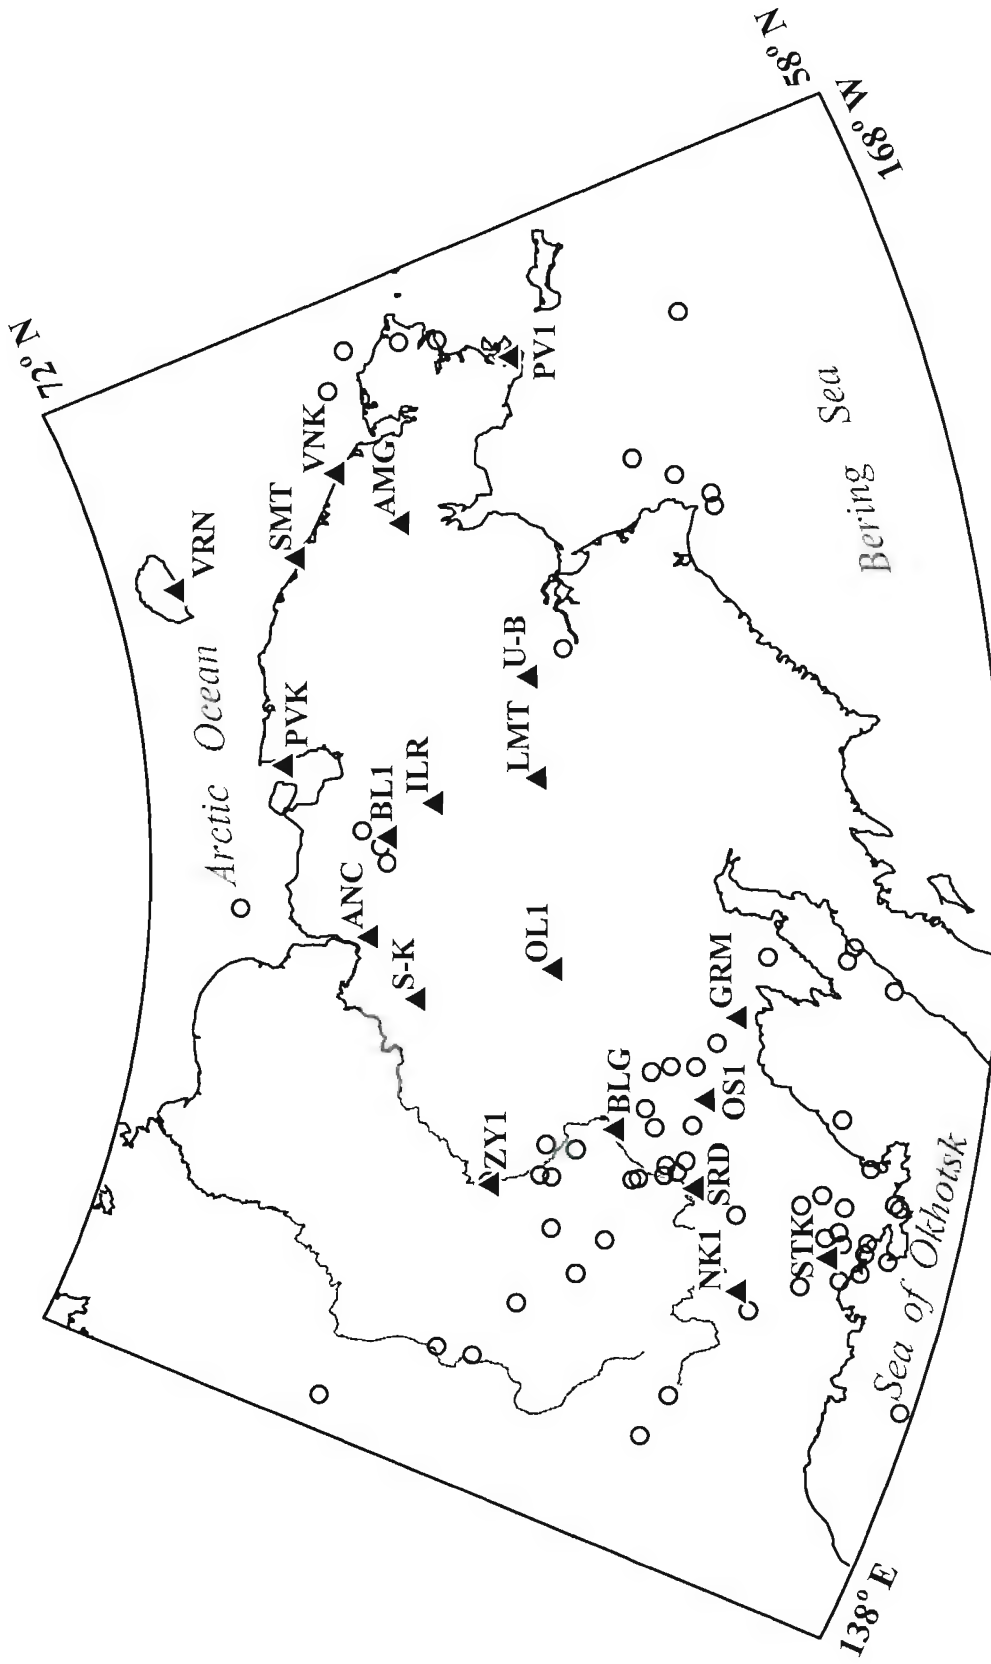 72° N
58° N
168° W
138° E
Arctic Ocean
Bering Sea
Sea of Okhotsk
VRN
SMT
VNK
AMG
PV1
PVK
U-B
LMT
ILR
BL1
ANC
S-K
OL1
GRM
BLG
OS1
ZY1
SRD
NK1
STK